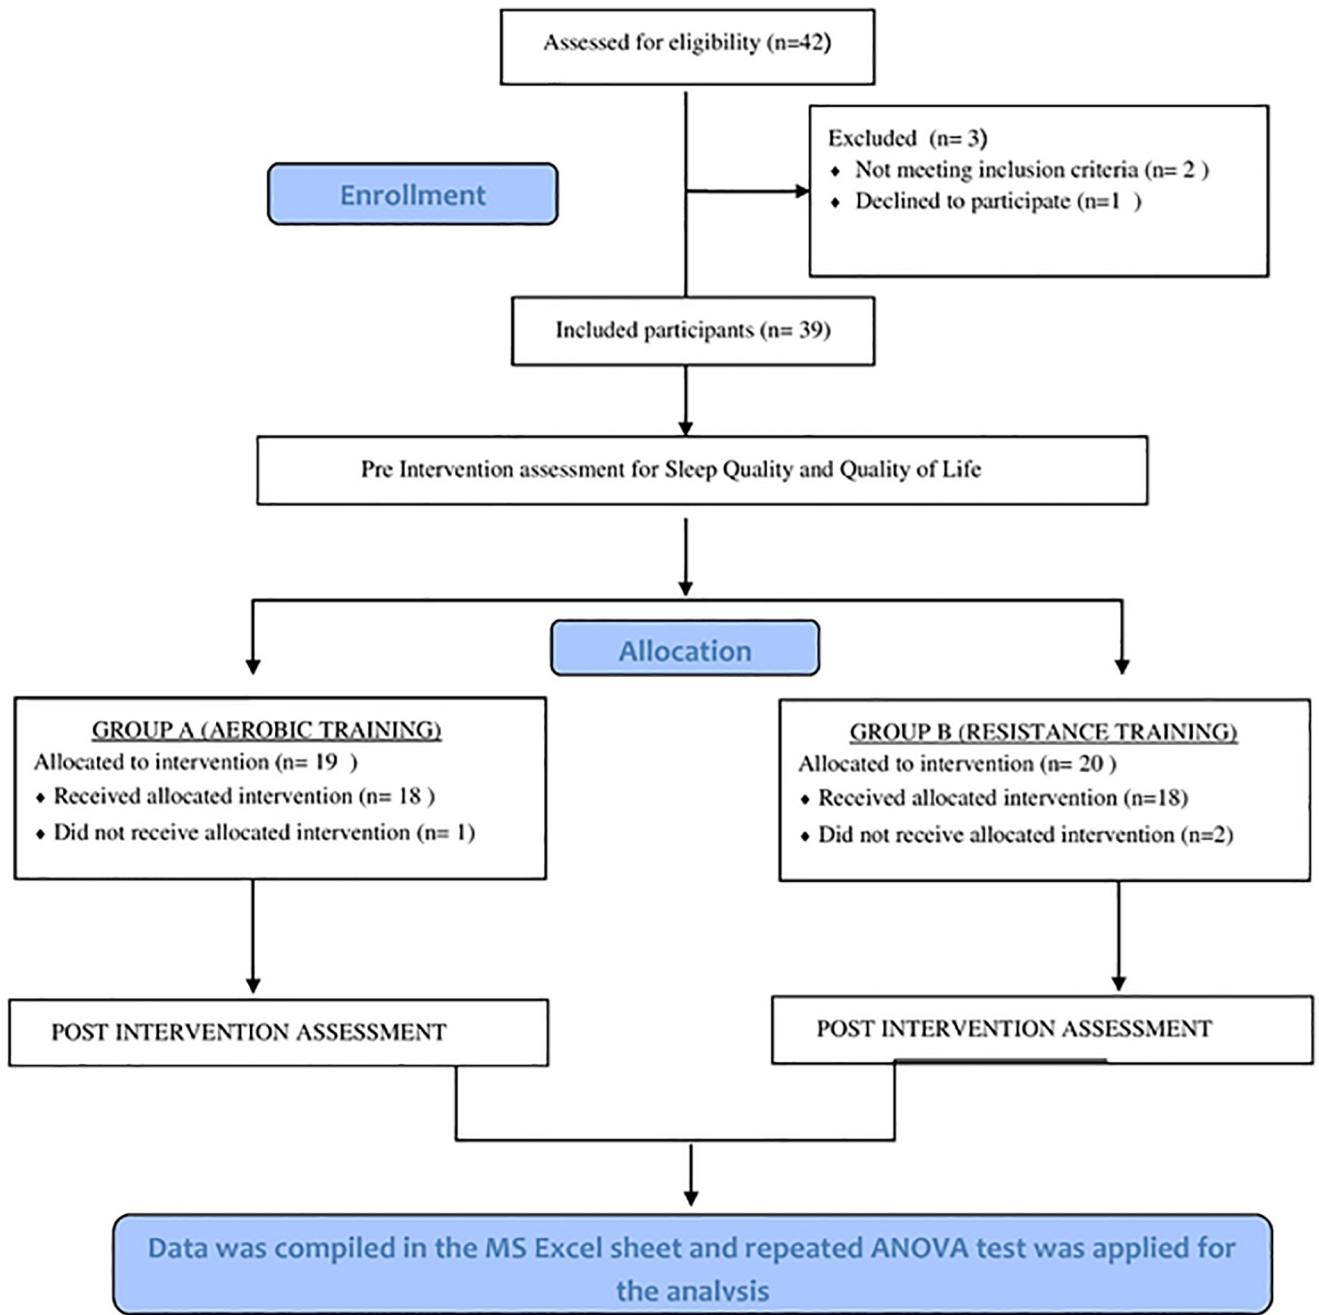 Assessed for eligibility (n=42)
Excluded  (n= 3)
♦ Not meeting inclusion criteria (n= 2 )
♦ Declined to participate (n=1  )
Enrollment
Included participants (n= 39)
Pre Intervention assessment for Sleep Quality and Quality of Life
Allocation
GROUP A (AEROBIC TRAINING)
Allocated to intervention (n= 19  )
♦ Received allocated intervention (n= 18 )
♦ Did not receive allocated intervention (n= 1)
GROUP B (RESISTANCE TRAINING)
Allocated to intervention (n= 20 )
♦ Received allocated intervention (n=18)
♦ Did not receive allocated intervention (n=2)
POST INTERVENTION ASSESSMENT
POST INTERVENTION ASSESSMENT
Data was compiled in the MS Excel sheet and repeated ANOVA test was applied for
the analysis